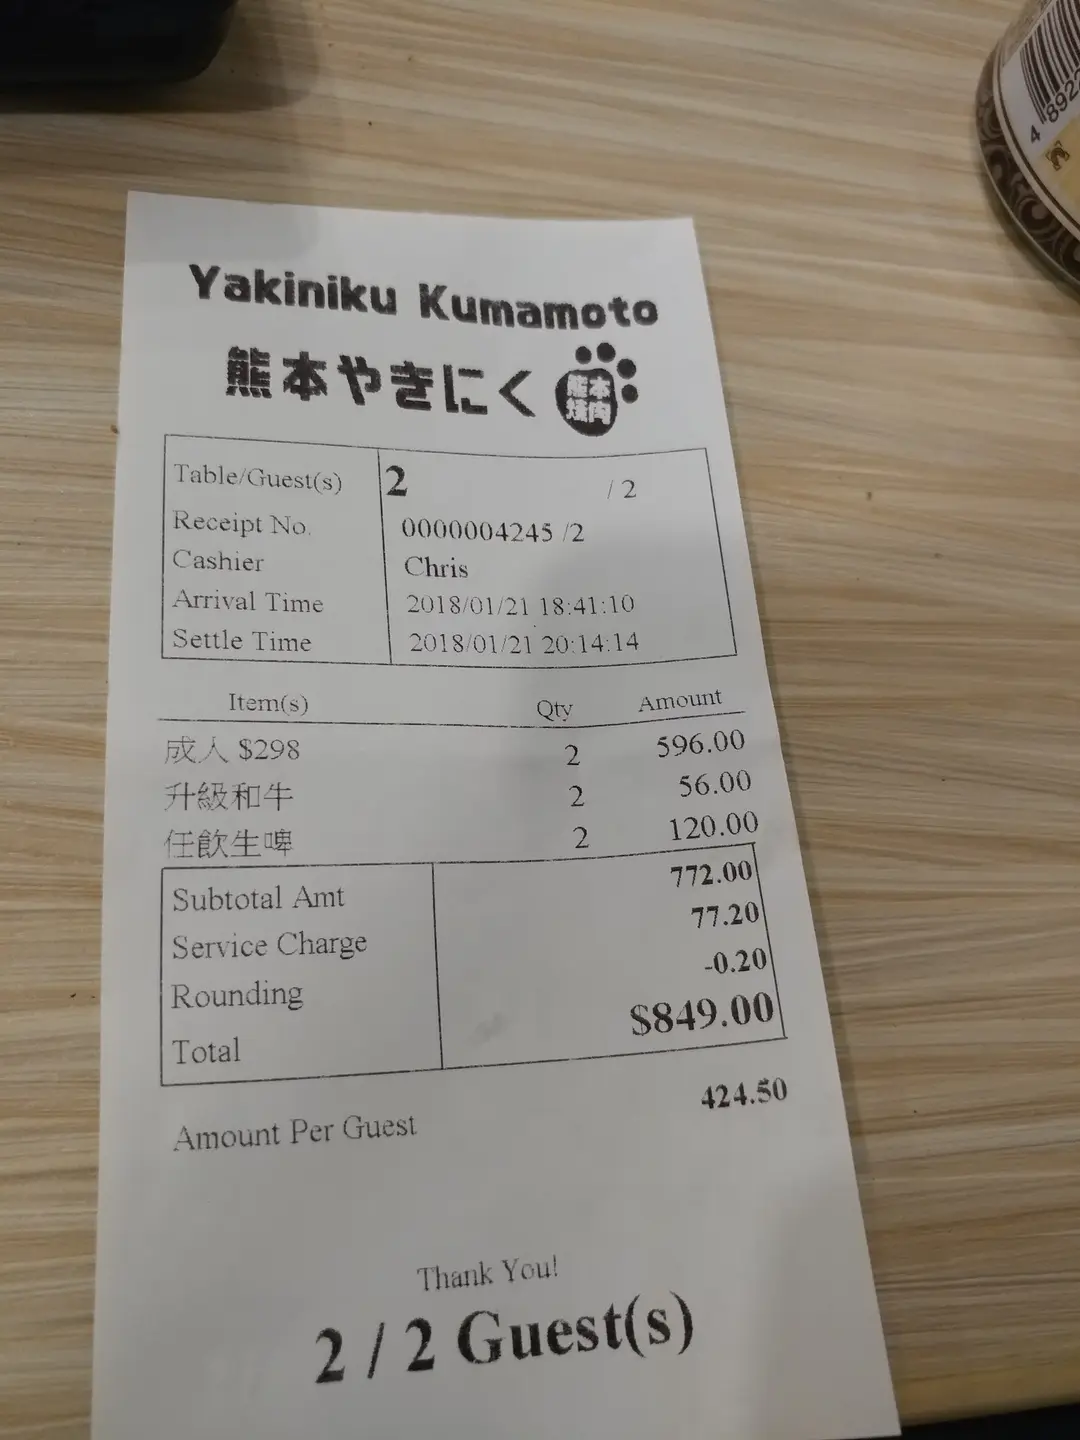 Yakiniku Kumamoto
熊本やきにく 熊本
焼肉
Table/Guest(s) 2 / 2
Receipt No. 0000004245 /2
Cashier Chris
Arrival Time 2018/01/21 18:41:10
Settle Time 2018/01/21 20:14:14
Item(s) Qty Amount
成人 $298 2 596.00
升級和牛 2 56.00
任飲生啤 2 120.00
Subtotal Amt 772.00
Service Charge 77.20
Rounding -0.20
Total $849.00
Amount Per Guest 424.50
Thank You!
2 / 2 Guest(s)